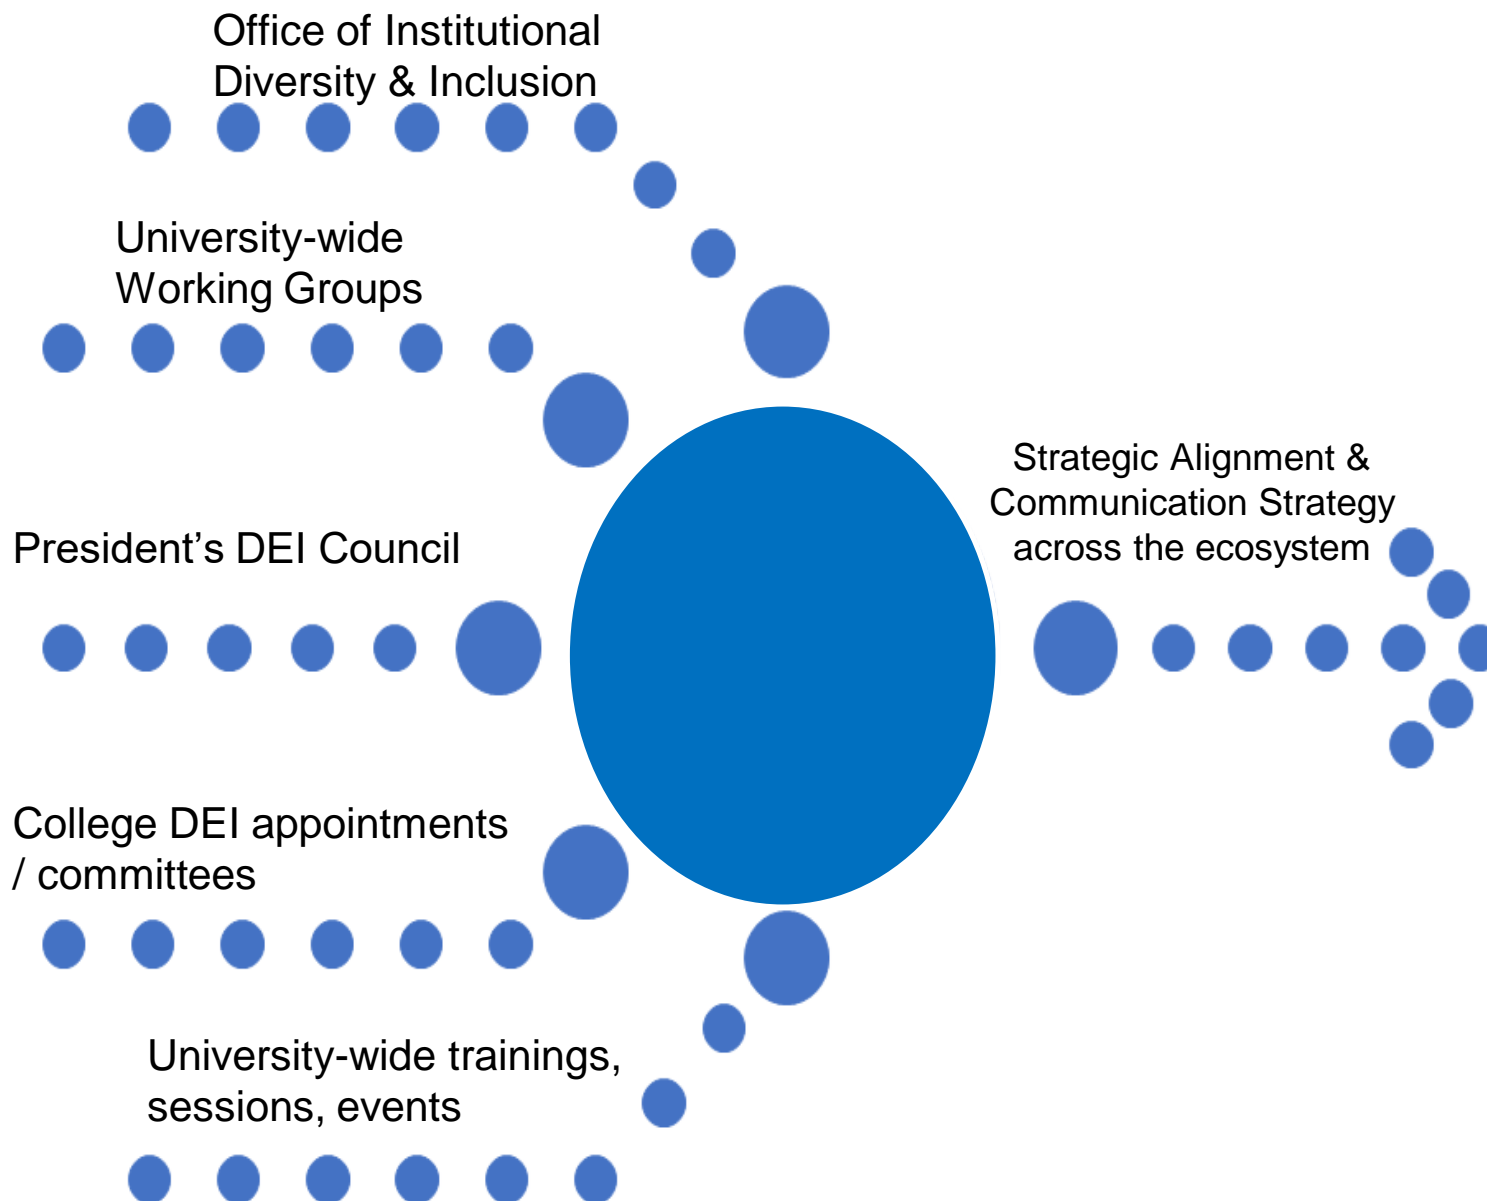 Office of Institutional
Diversity & Inclusion
University-wide
Working Groups
President’s DEI Council
College DEI appointments
/ committees
University-wide trainings,
sessions, events
Strategic Alignment &
Communication Strategy
across the ecosystem